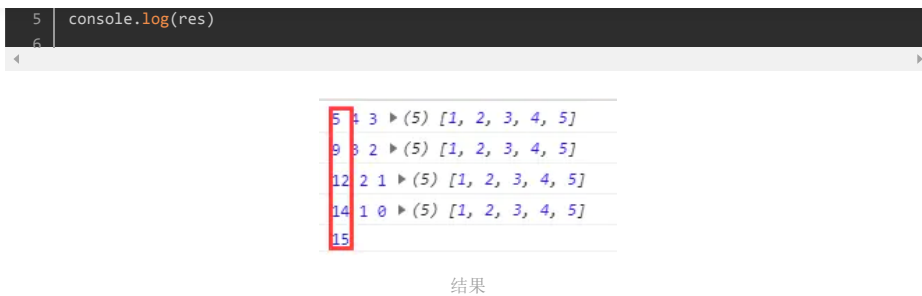 5 console.log(res)
6
5 4 3 ▶(5) [1, 2, 3, 4, 5]
9 3 2 ▶(5) [1, 2, 3, 4, 5]
12 2 1 ▶(5) [1, 2, 3, 4, 5]
14 1 0 ▶(5) [1, 2, 3, 4, 5]
15
结果